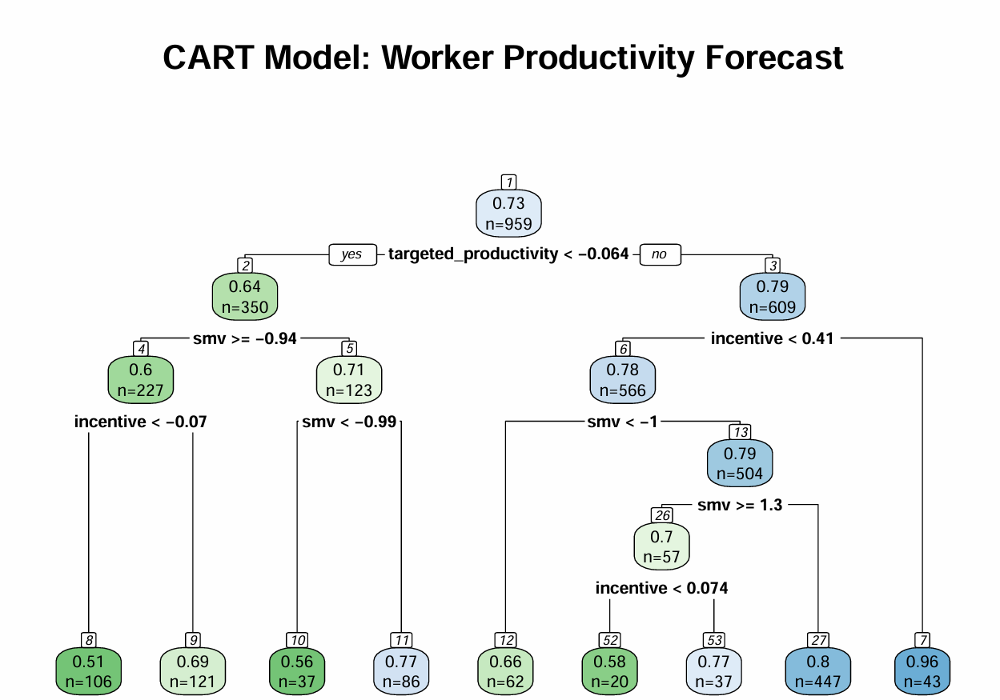 CART Model: Worker Productivity Forecast
1
0.73
n=959
yes targeted_productivity < −0.064 no
2
0.64
n=350
3
0.79
n=609
smv >= −0.94
incentive < 0.41
4
0.6
n=227
5
0.71
n=123
6
0.78
n=566
incentive < −0.07
smv < −0.99
smv < −1
13
0.79
n=504
smv >= 1.3
26
0.7
n=57
incentive < 0.074
8
0.51
n=106
9
0.69
n=121
10
0.56
n=37
11
0.77
n=86
12
0.66
n=62
52
0.58
n=20
53
0.77
n=37
27
0.8
n=447
7
0.96
n=43